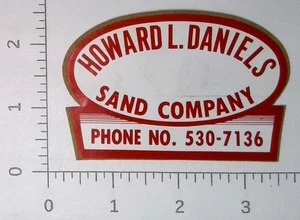 HOWARD L. DANIELS
SAND COMPANY
PHONE NO. 530-7136
2
1
0
1
2
3